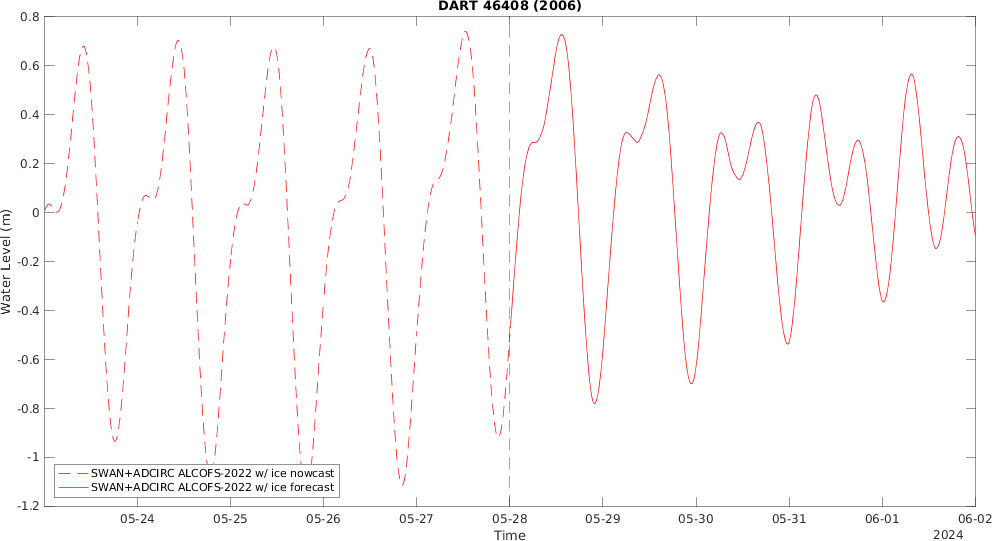 DART 46408 (2006)
0.8
0.6
0.4
0.2
0
-0.2
-0.4
-0.6
-0.8
-1
-1.2
Water Level (m)
SWAN+ADCIRC ALCOFS-2022 w/ ice nowcast
SWAN+ADCIRC ALCOFS-2022 w/ ice forecast
05-24 05-25 05-26 05-27 05-28 05-29 05-30 05-31 06-01 06-02
Time
2024